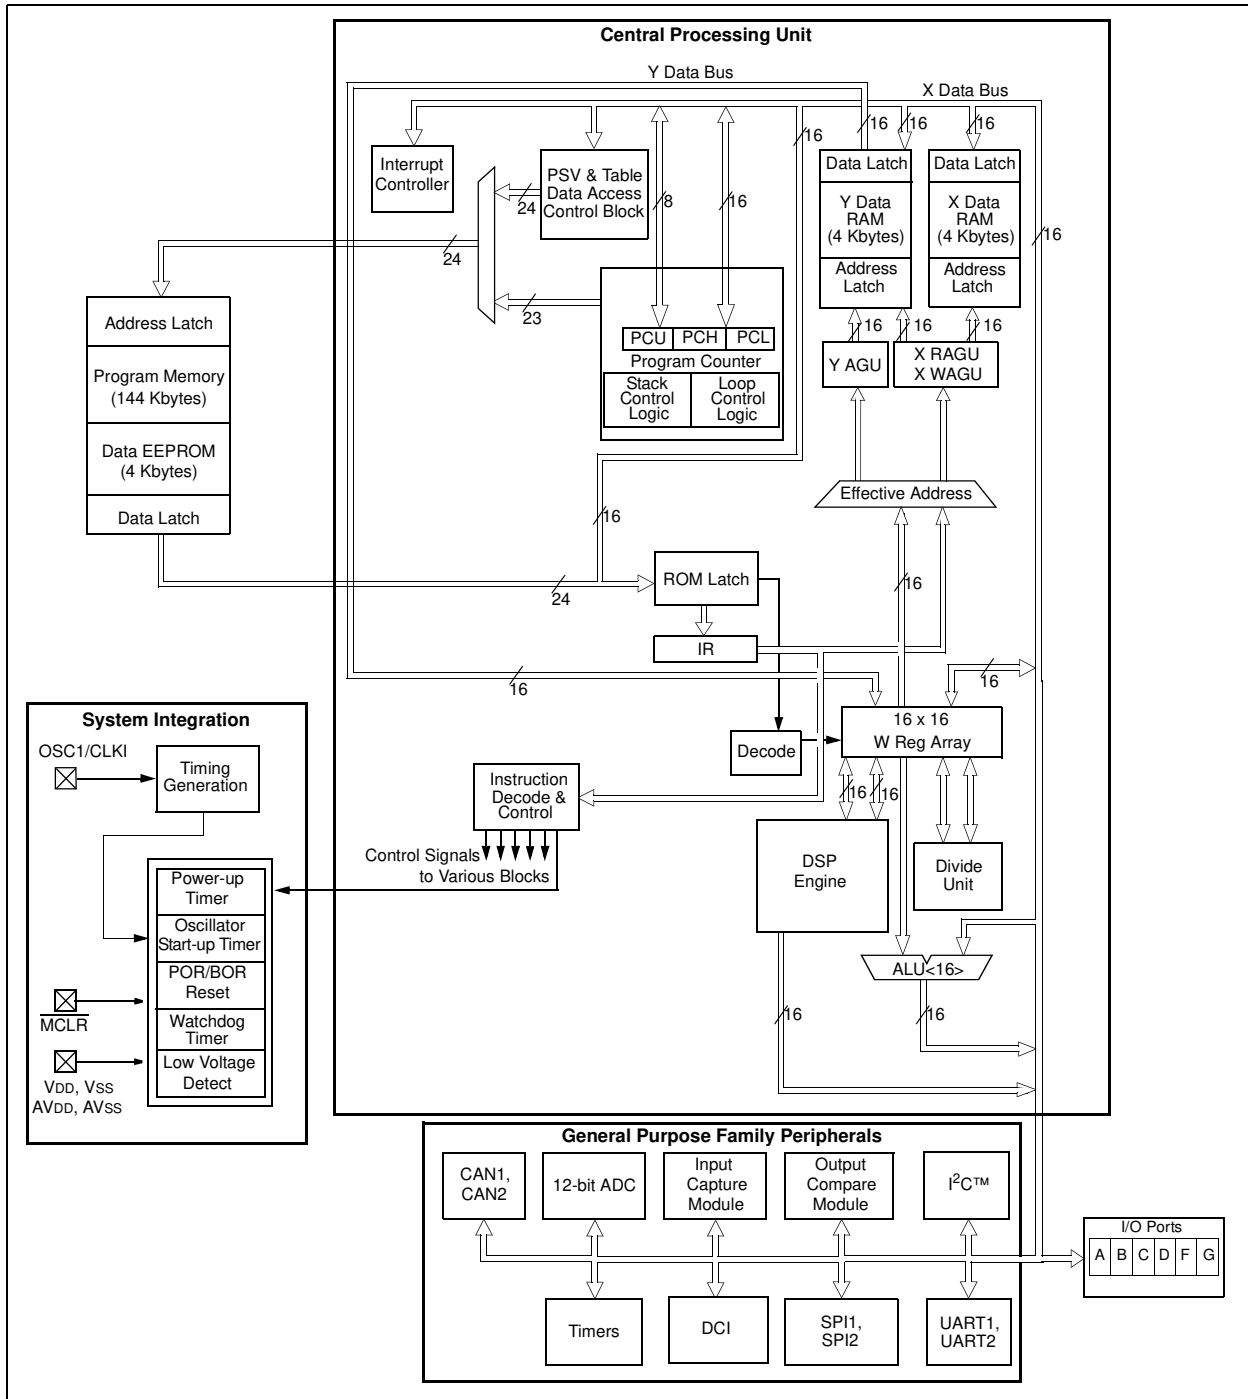 Central Processing Unit
Y Data Bus
X Data Bus
16
16
16
16
Interrupt
Controller
PSV & Table
Data Access
Control Block
24
8
16
Data Latch
Y Data
RAM
(4 Kbytes)
Address
Latch
Data Latch
X Data
RAM
(4 Kbytes)
Address
Latch
16
24
23
Address Latch
Program Memory
(144 Kbytes)
Data EEPROM
(4 Kbytes)
Data Latch
PCU
PCH
PCL
Program Counter
Stack
Control
Logic
Loop
Control
Logic
16
16
16
Y AGU
X RAGU
X WAGU
Effective Address
16
24
ROM Latch
16
IR
16
16
16 x 16
W Reg Array
Decode
Instruction
Decode &
Control
16
16
Control Signals
to Various Blocks
DSP
Engine
Divide
Unit
ALU<16>
16
16
System Integration
OSC1/CLKI
Timing
Generation
Power-up
Timer
Oscillator
Start-up Timer
POR/BOR
Reset
MCLR
Watchdog
Timer
Low Voltage
Detect
VDD, VSS
AVDD, AVSS
General Purpose Family Peripherals
CAN1,
CAN2
12-bit ADC
Input
Capture
Module
Output
Compare
Module
I²C™
Timers
DCI
SPI1,
SPI2
UART1,
UART2
I/O Ports
A B C D F G